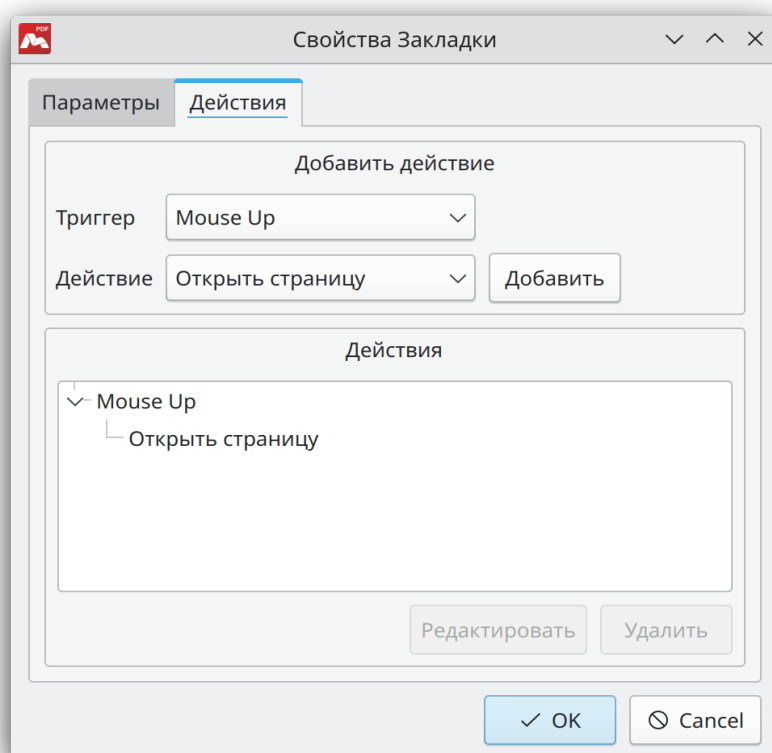 PDF
Свойства Закладки
Параметры
Действия
Добавить действие
Триггер
Mouse Up
Действие
Открыть страницу
Добавить
Действия
Mouse Up
Открыть страницу
Редактировать
Удалить
OK
Cancel